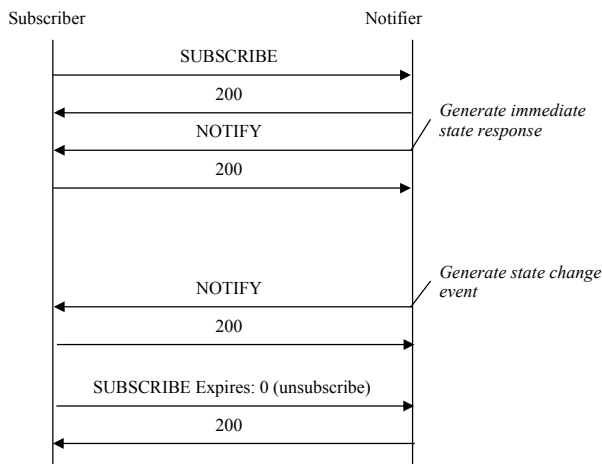 Subscriber
Notifier
SUBSCRIBE
200
Generate immediate
state response
NOTIFY
200
Generate state change
event
NOTIFY
200
SUBSCRIBE Expires: 0 (unsubscribe)
200